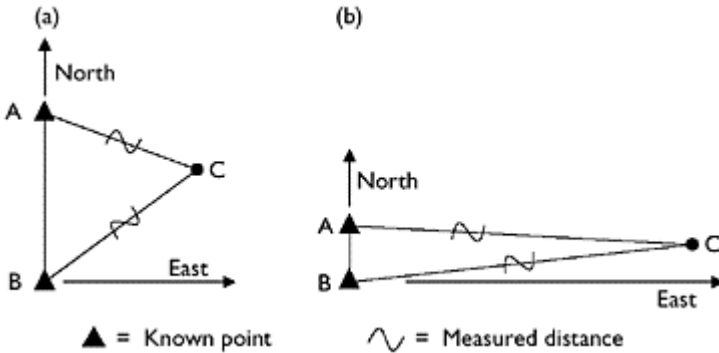 (a)
North
A
C
B
East
(b)
North
A
C
B
East
▲ = Known point
∿ = Measured distance